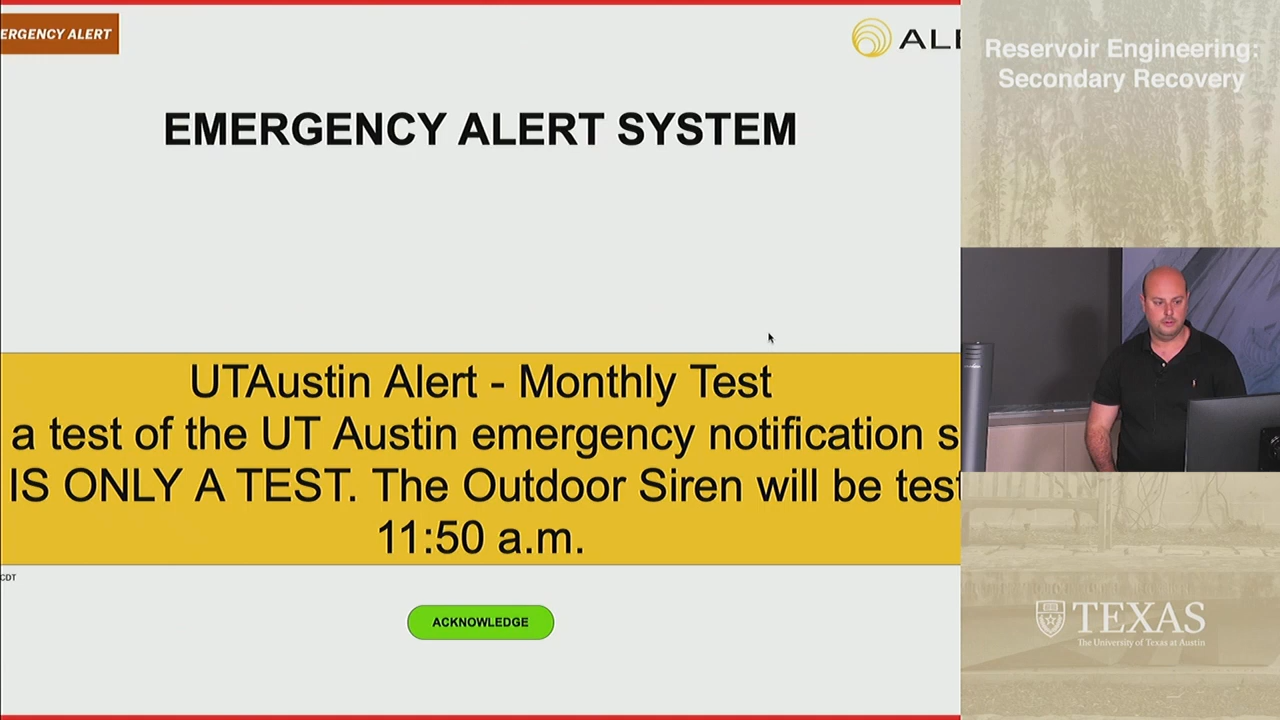 ERGENCY ALERT
ALE
Reservoir Engineering:
Secondary Recovery
EMERGENCY ALERT SYSTEM
UTAustin Alert - Monthly Test
a test of the UT Austin emergency notification s
IS ONLY A TEST. The Outdoor Siren will be test
11:50 a.m.
CDT
ACKNOWLEDGE
TEXAS
The University of Texas at Austin